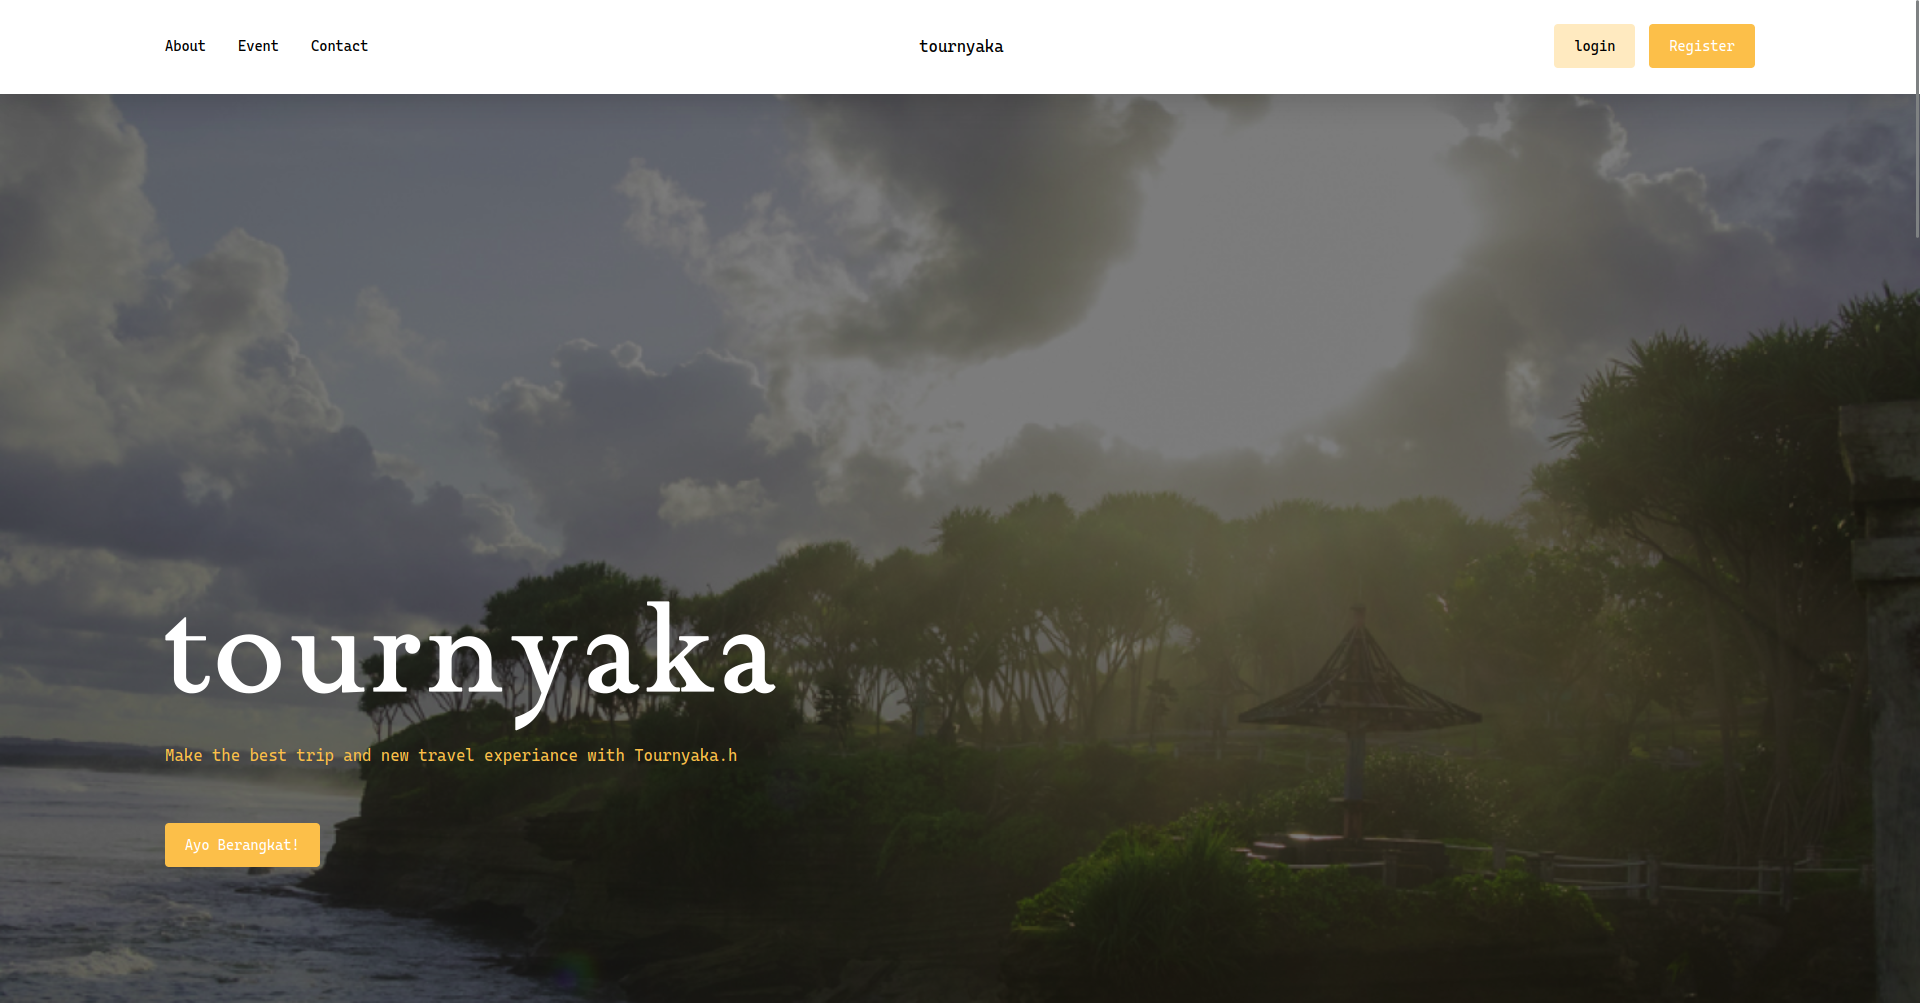 About Event Contact tournyaka login Register
tournyaka
Make the best trip and new travel experiance with Tournyaka.h
Ayo Berangkat!